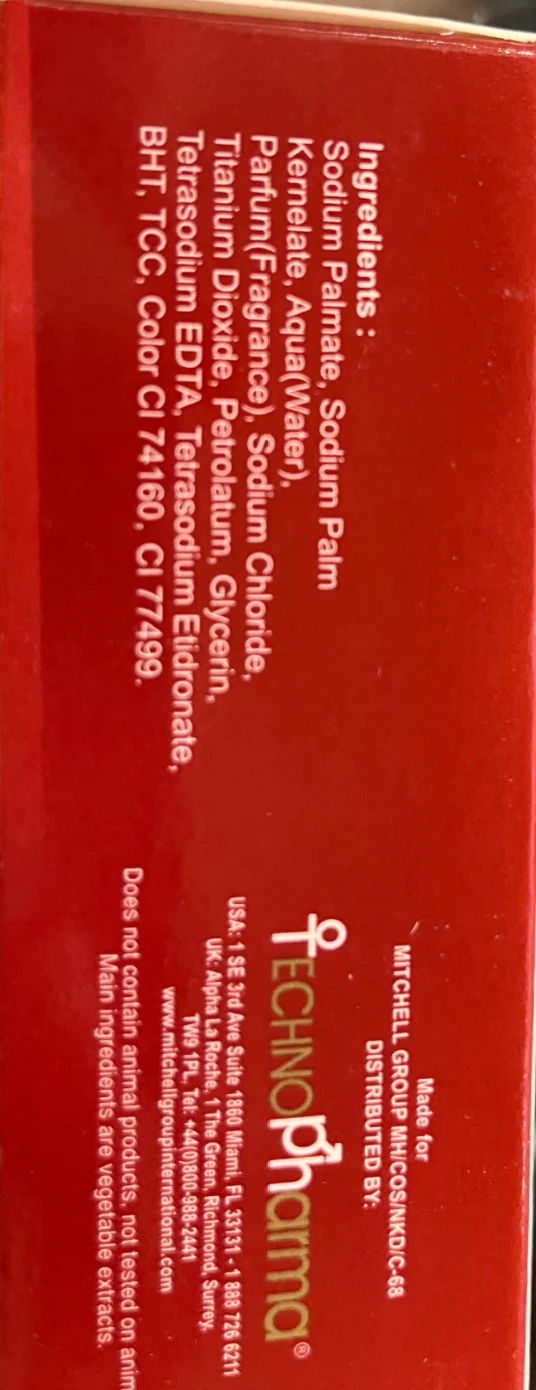 Ingredients :
Sodium Palmate, Sodium Palm
Kernelate, Aqua(Water),
Parfum(Fragrance), Sodium Chloride,
Titanium Dioxide, Petrolatum, Glycerin,
Tetrasodium EDTA, Tetrasodium Etidronate,
BHT, TCC, Color CI 74160, CI 77499.
Made for
MITCHELL GROUP MH/COS/NKD/C-68
DISTRIBUTED BY:
TECHNOpharma®
USA: 1 SE 3rd Ave Suite 1860 Miami, FL 33131 -1 888 726 6211
UK: Alpha La Roche, 1 The Green, Richmond, Surrey,
TW9 1PL, Tel: +44(0)800-988-2441
www.mitchellgroupinternational.com
Does not contain animal products, not tested on anim
Main ingredients are vegetable extracts.